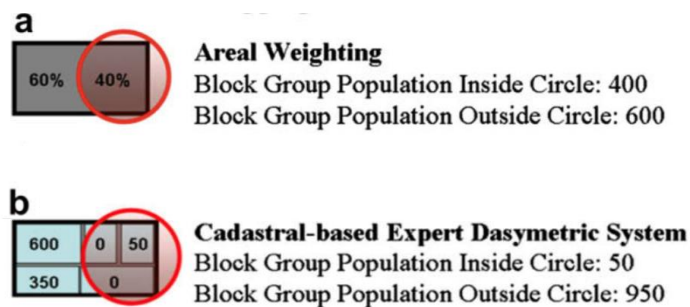 a
60% 40%
Areal Weighting
Block Group Population Inside Circle: 400
Block Group Population Outside Circle: 600
b
600 0 50
350 0
Cadastral-based Expert Dasymetric System
Block Group Population Inside Circle: 50
Block Group Population Outside Circle: 950